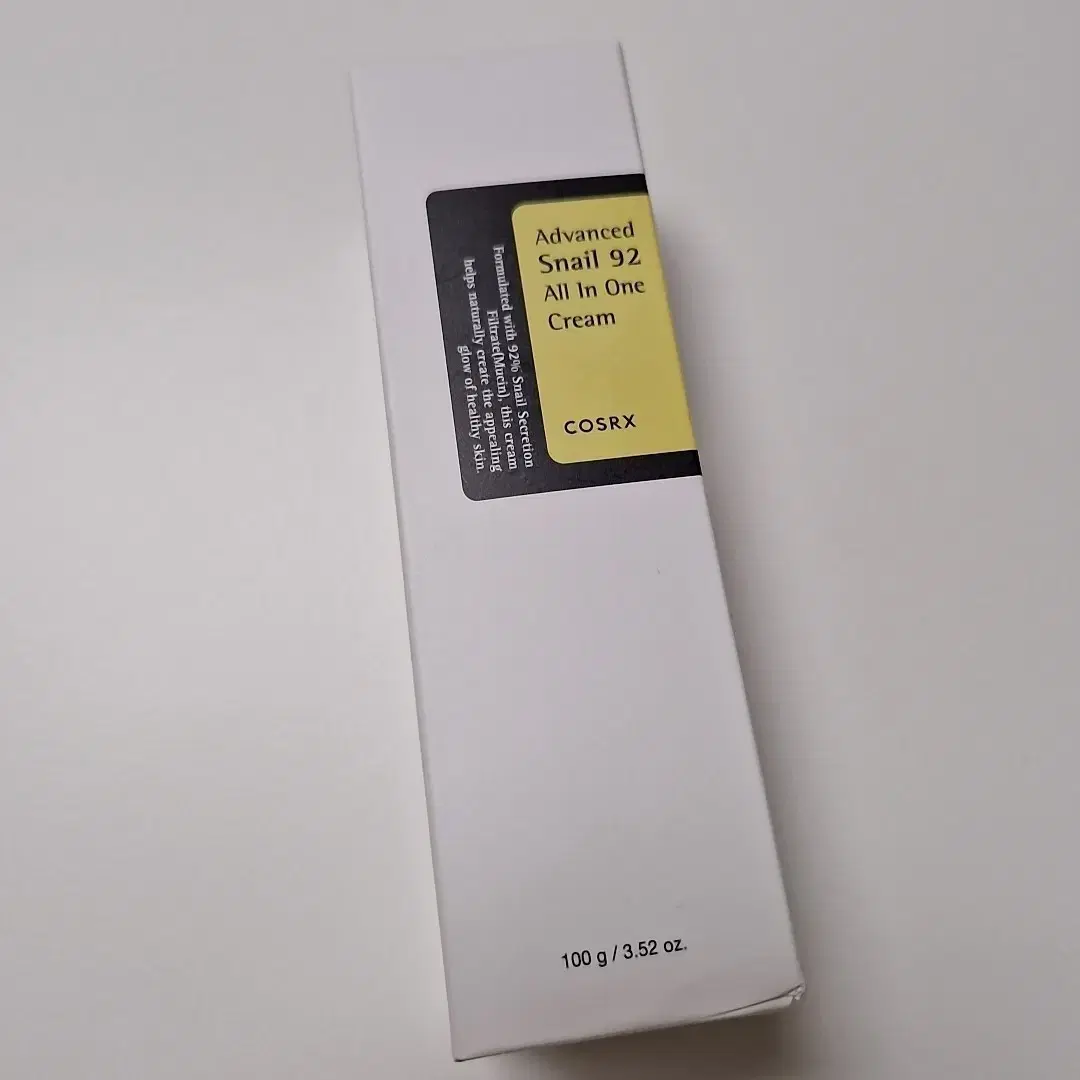 Advanced
Snail 92
All In One
Cream
COSRX
Formulated with 92% Snail Secretion
Filtrate(Mucin), this cream
helps naturally create the appealing
glow of healthy skin.
100 g / 3.52 oz.